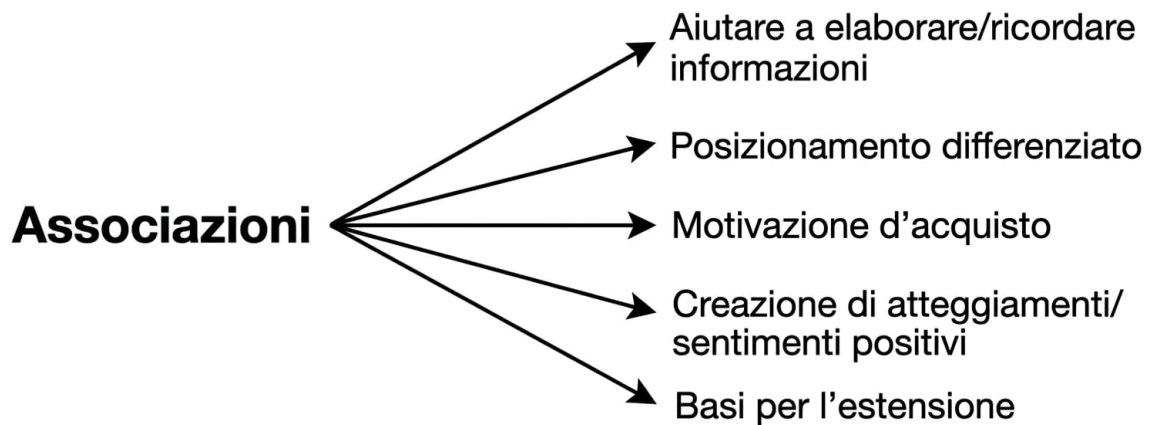 Aiutare a elaborare/ricordare
informazioni
Posizionamento differenziato
Associazioni
Motivazione d’acquisto
Creazione di atteggiamenti/
sentimenti positivi
Basi per l’estensione